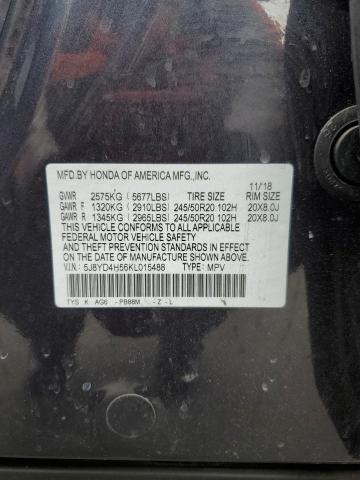 MFD.BY HONDA OF AMERICA MFG.,INC.
11/18
GVWR 2575KG ( 5677LBS) TIRE SIZE RIM SIZE
GAWR F 1320KG ( 2910LBS) 245/50R20 102H 20X8.0J
GAWR R 1345KG ( 2965LBS) 245/50R20 102H 20X8.0J
THIS VEHICLE CONFORMS TO ALL APPLICABLE
FEDERAL MOTOR VEHICLE SAFETY
AND THEFT PREVENTION STANDARDS IN EFFECT ON THE
DATE OF MANUFACTURE SHOWN ABOVE.
V.I.N: 5J8YD4H56KL015488 TYPE: MPV
TYS K AG6 - PB88M - Z - L